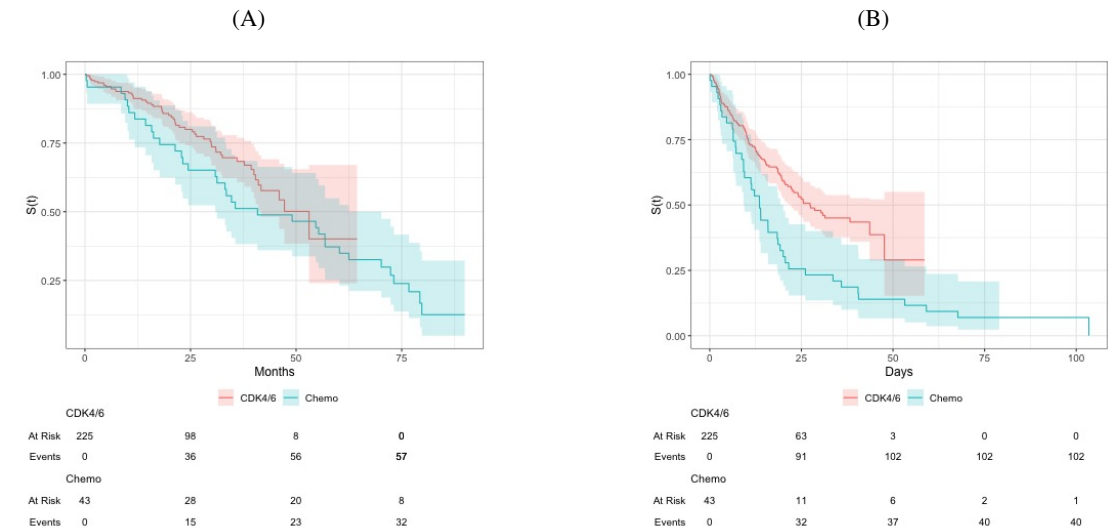 (A)
1.00
0.75
0.50
0.25
S(t)
0 25 50 75
Months
CDK4/6 Chemo
CDK4/6
At Risk 225 98 8 0
Events 0 36 56 57
Chemo
At Risk 43 28 20 8
Events 0 15 23 32
(B)
1.00
0.75
0.50
0.25
0.00
S(t)
0 25 50 75 100
Days
CDK4/6 Chemo
CDK4/6
At Risk 225 63 3 0 0
Events 0 91 102 102 102
Chemo
At Risk 43 11 6 2 1
Events 0 32 37 40 40